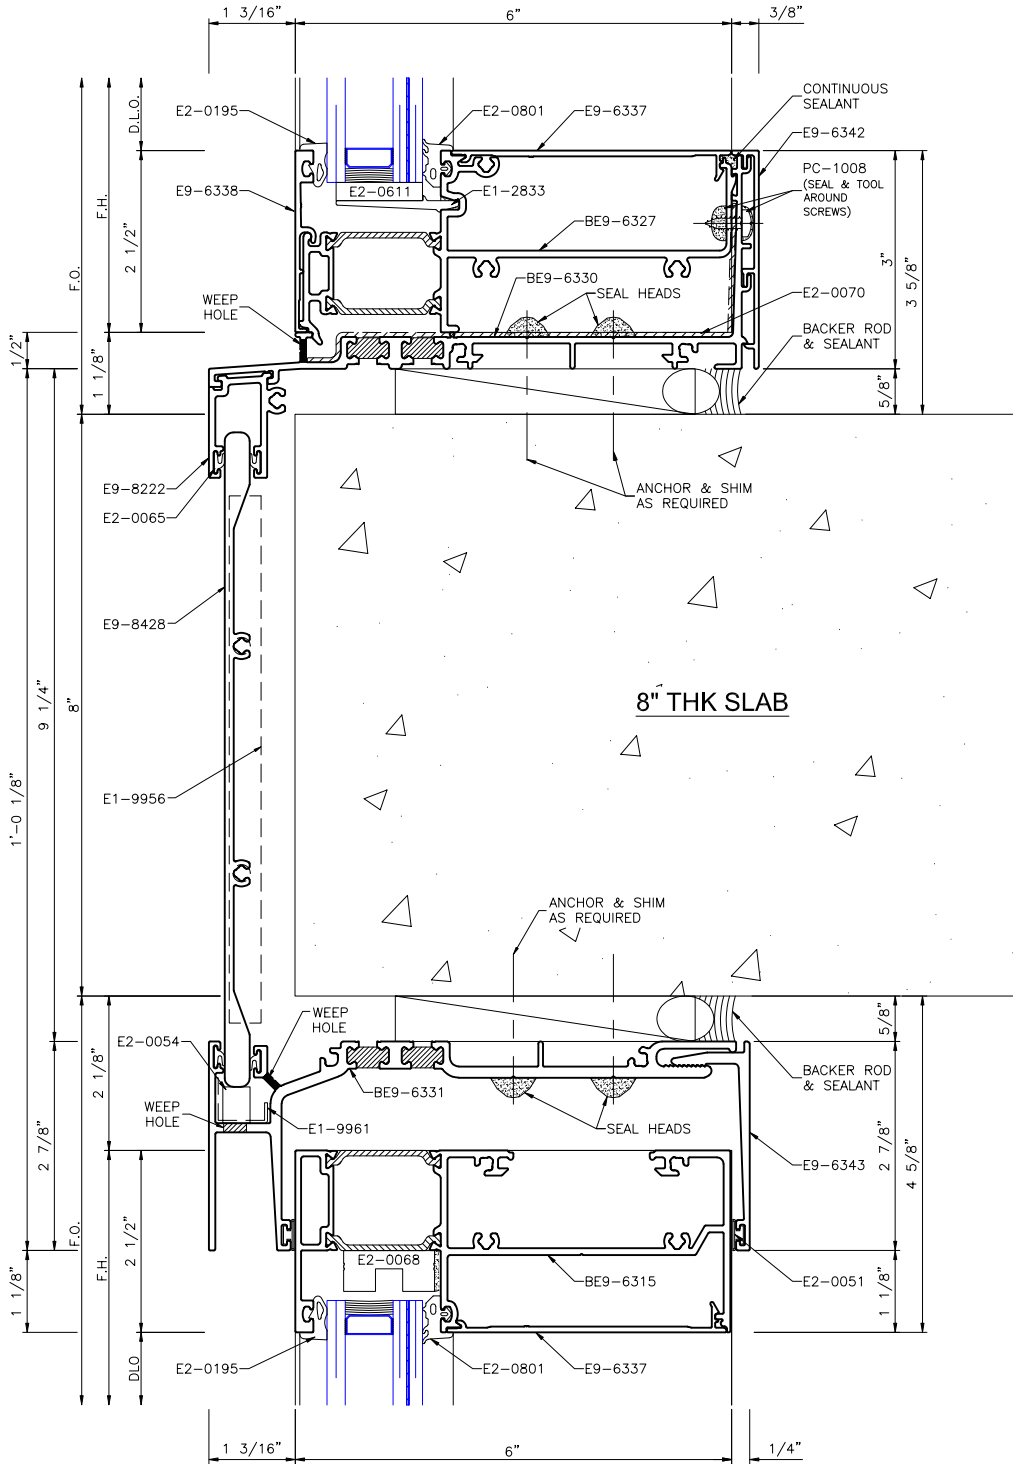 1 3/16"
6"
3/8"
CONTINUOUS
SEALANT
E2-0195
E2-0801
E9-6337
E9-6342
D.L.O.
PC-1008
(SEAL & TOOL
AROUND
SCREWS)
E9-6338
E2-0611
E1-2833
F.H.
2 1/2"
BE9-6327
3"
3 5/8"
F.O.
BE9-6330
SEAL HEADS
E2-0070
WEEP
HOLE
BACKER ROD
& SEALANT
1/2"
1 1/8"
5/8"
E9-8222
E2-0065
ANCHOR & SHIM
AS REQUIRED
E9-8428
8" THK SLAB
9 1/4"
8"
1'-0 1/8"
E1-9956
ANCHOR & SHIM
AS REQUIRED
WEEP
HOLE
5/8"
E2-0054
2 1/8"
BE9-6331
BACKER ROD
& SEALANT
WEEP
HOLE
E1-9961
SEAL HEADS
2 7/8"
2 7/8"
4 5/8"
E9-6343
F.O.
F.H.
2 1/2"
E2-0068
BE9-6315
E2-0051
1 1/8"
1 1/8"
DLO
E2-0195
E2-0801
E9-6337
1 3/16"
6"
1/4"